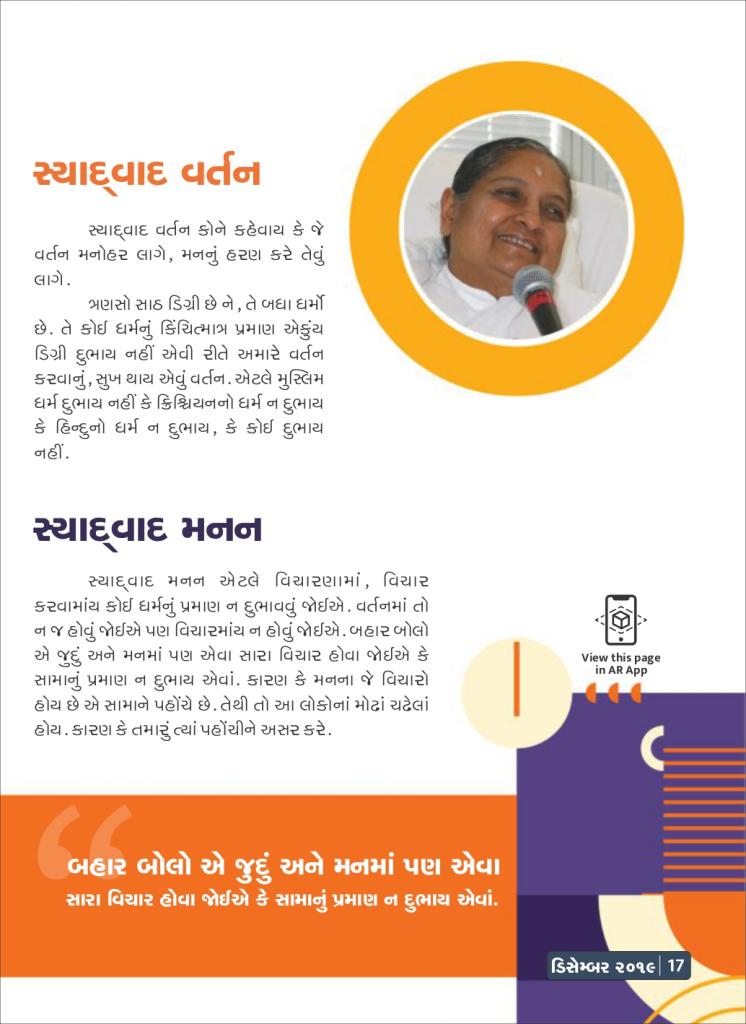 સ્યાદ્વાદ વર્તન
સ્યાદ્વાદ વર્તન કોને કહેવાય કે જે
વર્તન મનોહર લાગે, મનનું હરણ કરે તેવું
લાગે.
ત્રણસો સાઠ ડિગ્રી છે ને, તે બધા ધર્મો
છે. તે કોઈ ધર્મનું કિંચિત્માત્ર પ્રમાણ એકુંય
ડિગ્રી દુભાય નહીં એવી રીતે અમારે વર્તન
કરવાનું, સુખ થાય એવું વર્તન. એટલે મુસ્લિમ
ધર્મ દુભાય નહીં કે ક્રિશ્ચિયનનો ધર્મ ન દુભાય
કે હિન્દુનો ધર્મ ન દુભાય, કે કોઈ દુભાય
નહીં.
સ્યાદ્વાદ મનન
સ્યાદ્વાદ મનન એટલે વિચારણામાં, વિચાર
કરવામાંય કોઈ ધર્મનું પ્રમાણ ન દુભાવવું જોઈએ. વર્તનમાં તો
ન જ હોવું જોઈએ પણ વિચારમાંય ન હોવું જોઈએ. બહાર બોલો
એ જુદું અને મનમાં પણ એવા સારા વિચાર હોવા જોઈએ કે
સામાનું પ્રમાણ ન દુભાય એવાં. કારણ કે મનના જે વિચારો
હોય છે એ સામાને પહોંચે છે. તેથી તો આ લોકોનાં મોઢાં ચઢેલાં
હોય. કારણ કે તમારું ત્યાં પહોંચીને અસર કરે.
View this page
in AR App
બહાર બોલો એ જુદું અને મનમાં પણ એવા
સારા વિચાર હોવા જોઈએ કે સામાનું પ્રમાણ ન દુભાય એવાં.
ડિસેમ્બર ૨૦૧૯ | 17